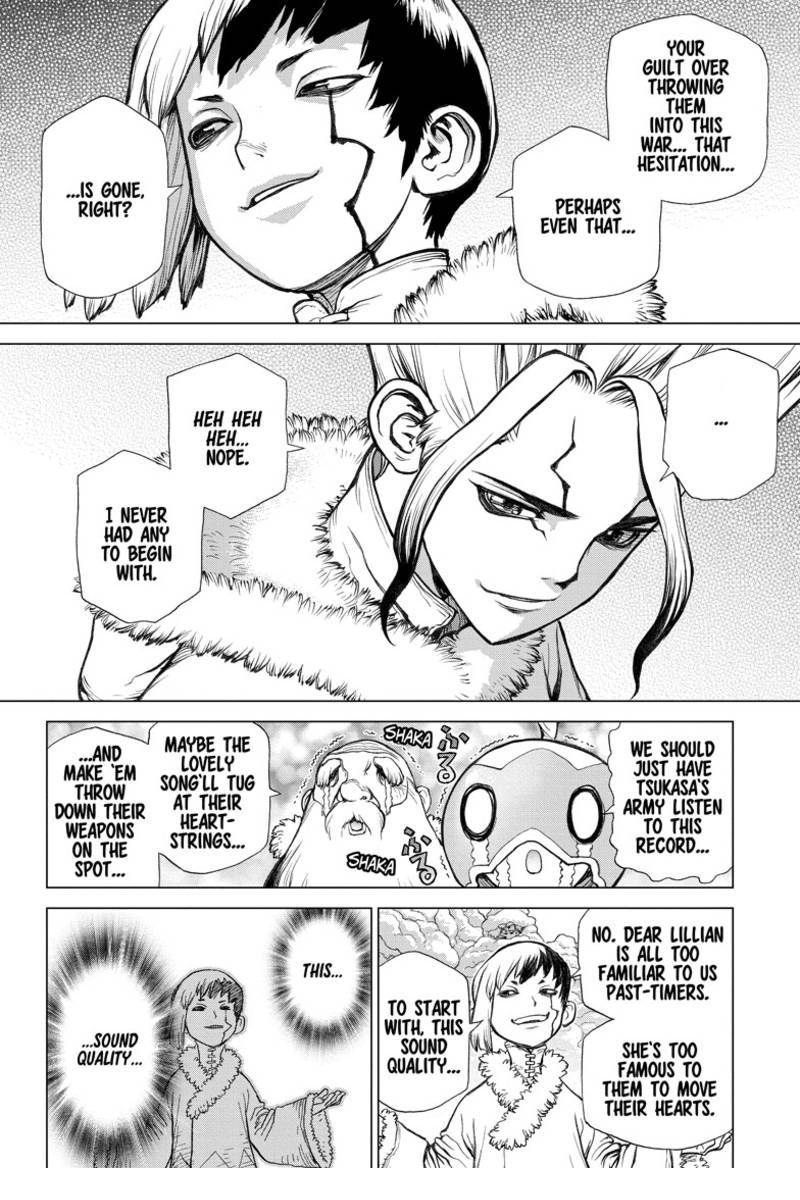 YOUR
GUILT OVER
THROWING
THEM
INTO THIS
WAR... THAT
HESITATION...
PERHAPS
EVEN THAT...
...IS GONE,
RIGHT?
...
HEH HEH
HEH...
NOPE.
I NEVER
HAD ANY
TO BEGIN
WITH.
WE SHOULD
JUST HAVE
TSUKASA'S
ARMY LISTEN
TO THIS
RECORD...
SHAKA
ぶる
SHAKA
ぶる
MAYBE THE
LOVELY
SONG'LL TUG
AT THEIR
HEART-
STRINGS...
...AND
MAKE 'EM
THROW
DOWN THEIR
WEAPONS
ON THE
SPOT...
NO. DEAR LILLIAN
IS ALL TOO
FAMILIAR TO US
PAST-TIMERS.
SHE'S TOO
FAMOUS TO
THEM TO MOVE
THEIR HEARTS.
TO START
WITH, THIS
SOUND
QUALITY...
THIS...
...SOUND
QUALITY...